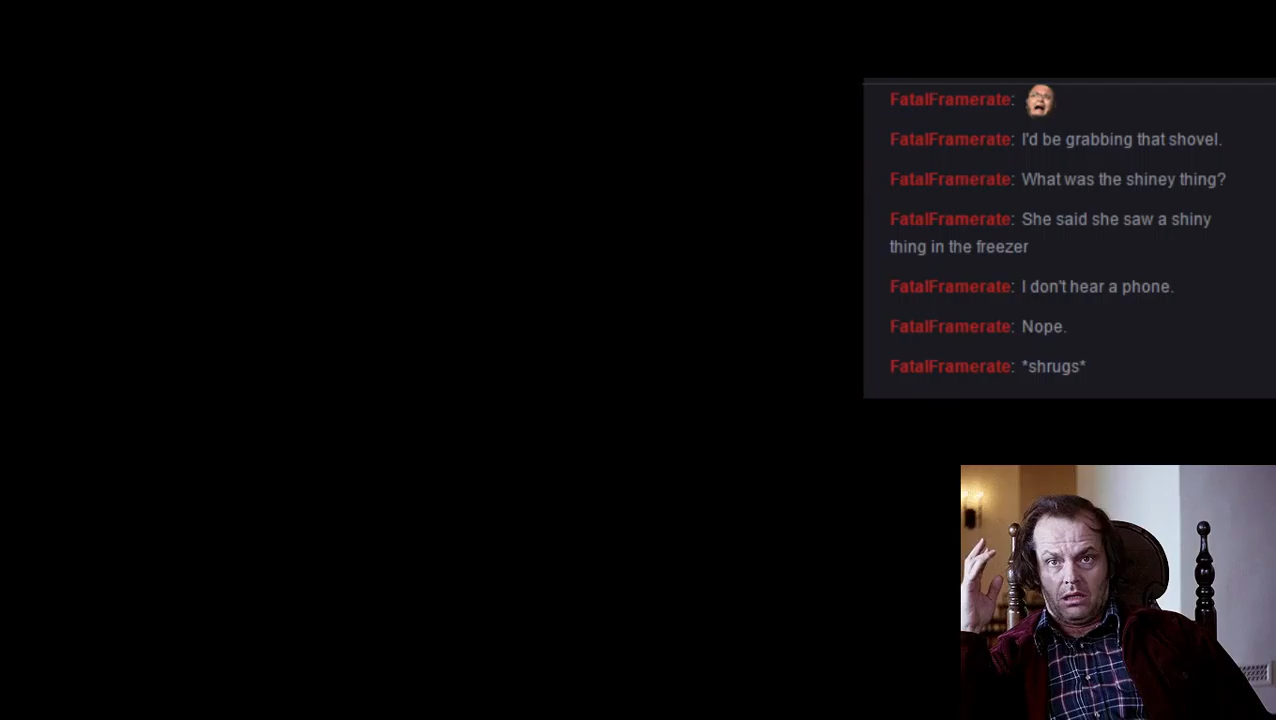 FatalFramerate:
FatalFramerate: I'd be grabbing that shovel.
FatalFramerate: What was the shiney thing?
FatalFramerate: She said she saw a shiny
thing in the freezer
FatalFramerate: I don't hear a phone.
FatalFramerate: Nope.
FatalFramerate: *shrugs*